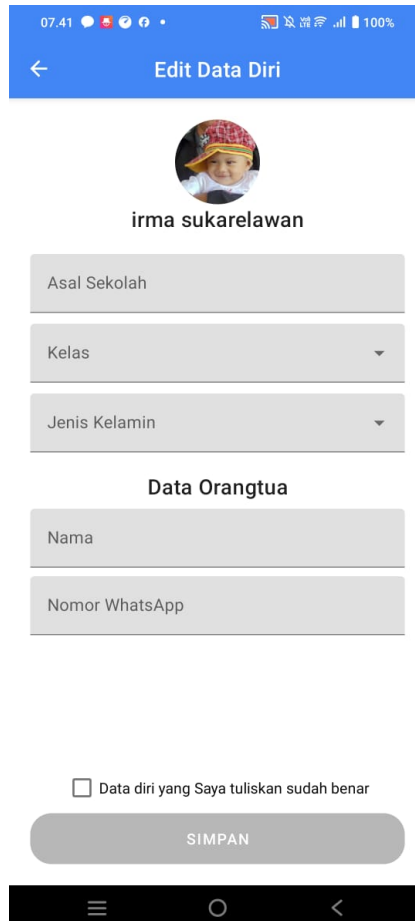 07.41
100%
Edit Data Diri
irma sukarelawan
Asal Sekolah
Kelas
Jenis Kelamin
Data Orangtua
Nama
Nomor WhatsApp
Data diri yang Saya tuliskan sudah benar
SIMPAN